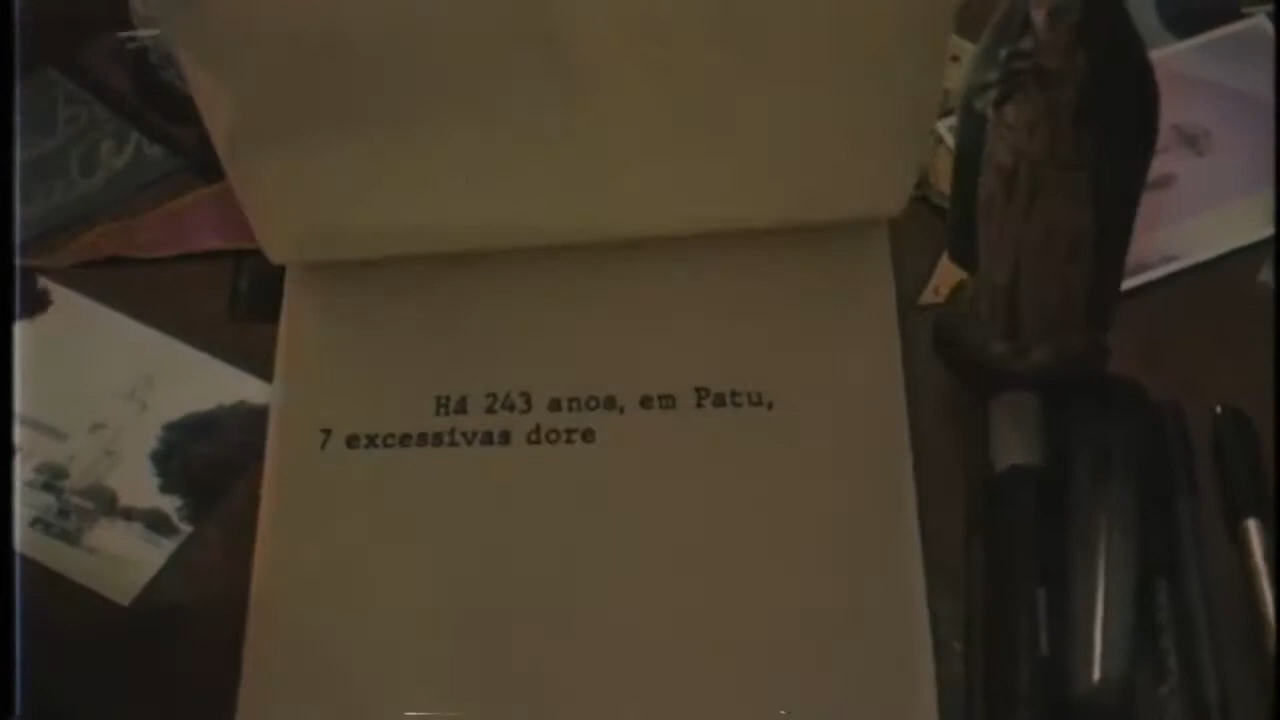 Há 243 anos, em Patu,
7 excessivas dore